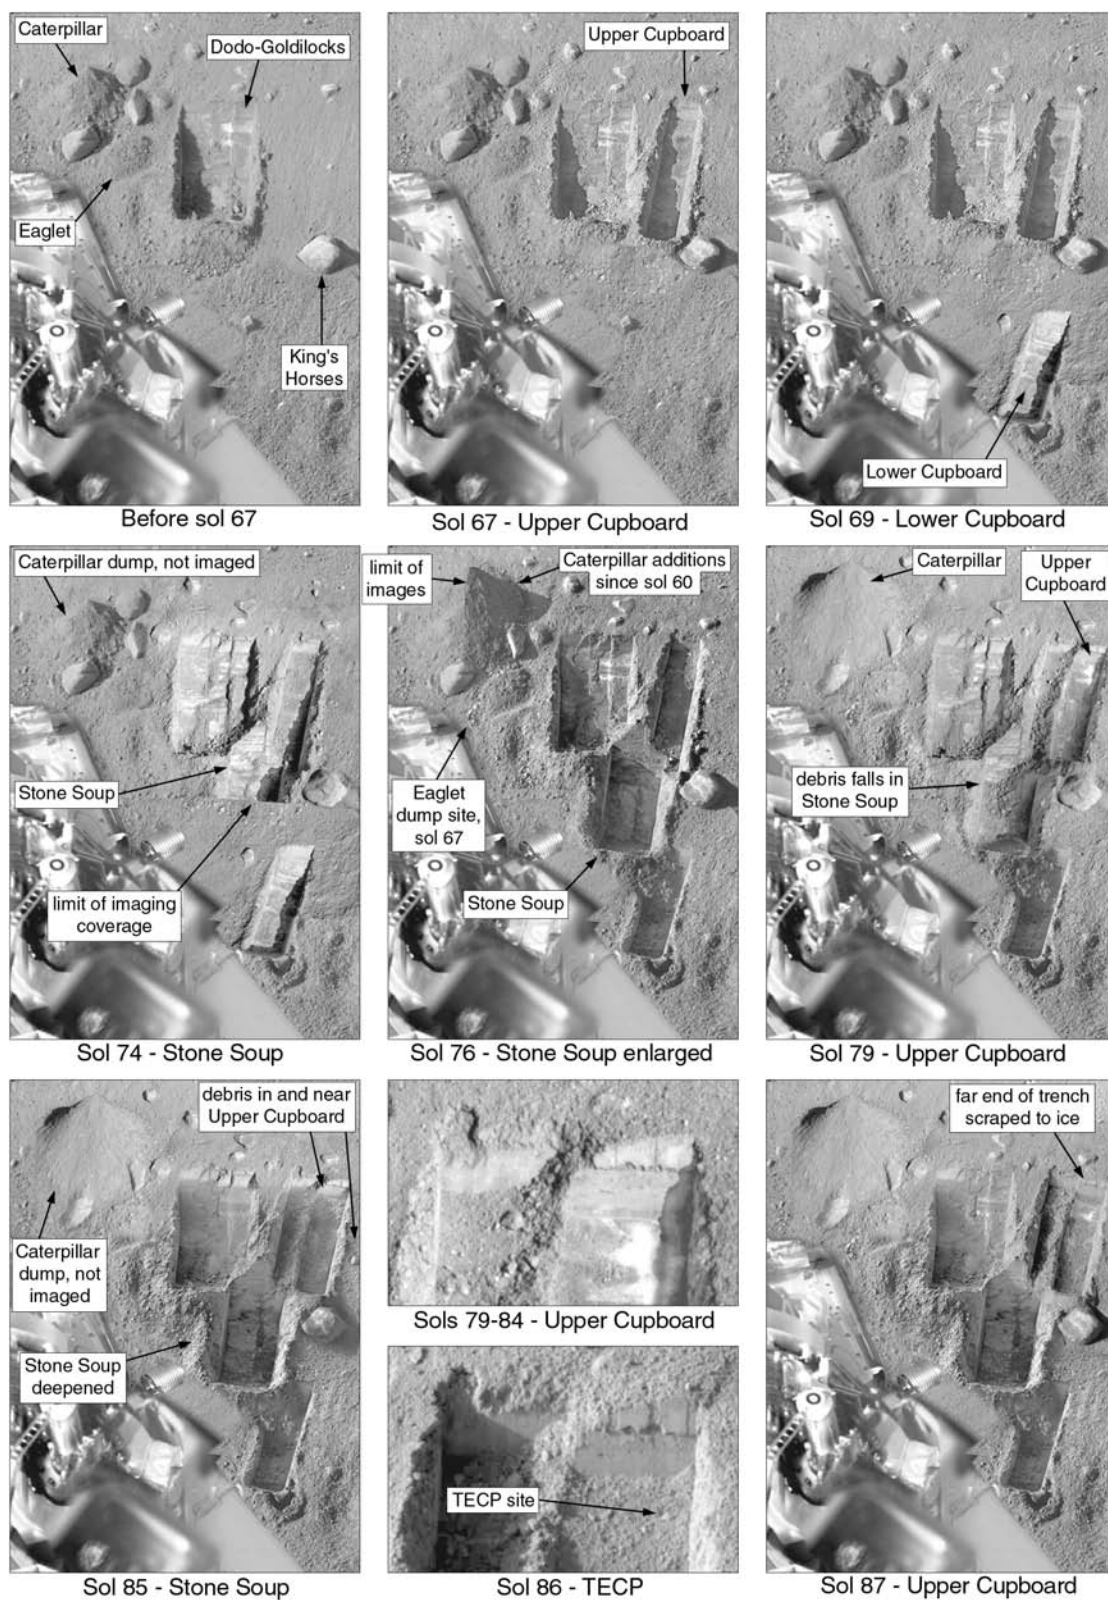 Caterpillar
Dodo-Goldilocks
Eaglet
King's
Horses
Before sol 67
Upper Cupboard
Sol 67 - Upper Cupboard
Lower Cupboard
Sol 69 - Lower Cupboard
Caterpillar dump, not imaged
Stone Soup
limit of imaging
coverage
Sol 74 - Stone Soup
limit of
images
Caterpillar additions
since sol 60
Eaglet
dump site,
sol 67
Stone Soup
Sol 76 - Stone Soup enlarged
Caterpillar
Upper
Cupboard
debris falls in
Stone Soup
Sol 79 - Upper Cupboard
debris in and near
Upper Cupboard
Caterpillar
dump, not
imaged
Stone Soup
deepened
Sol 85 - Stone Soup
Sols 79-84 - Upper Cupboard
TECP site
Sol 86 - TECP
far end of trench
scraped to ice
Sol 87 - Upper Cupboard